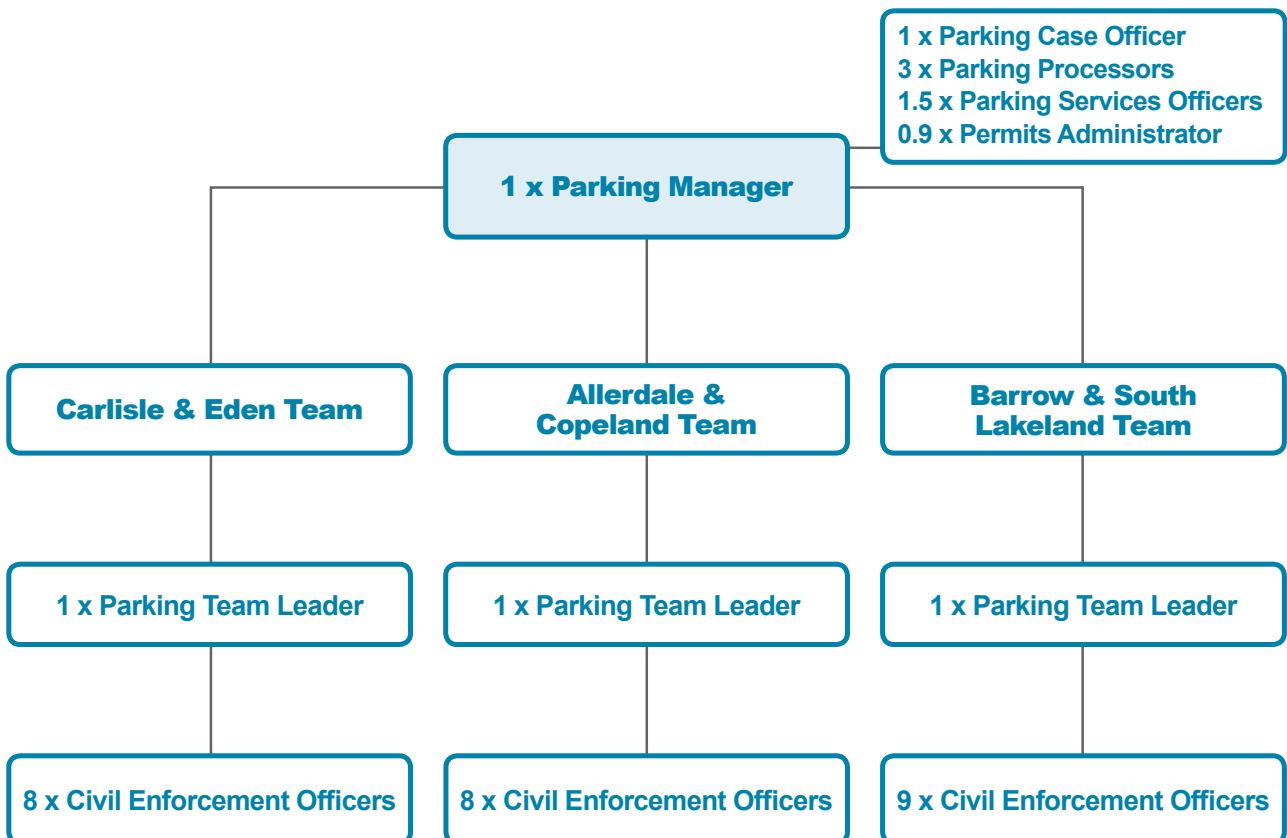 1 x Parking Case Officer
3 x Parking Processors
1.5 x Parking Services Officers
0.9 x Permits Administrator
1 x Parking Manager
Carlisle & Eden Team
Allerdale &
Copeland Team
Barrow & South
Lakeland Team
1 x Parking Team Leader
1 x Parking Team Leader
1 x Parking Team Leader
8 x Civil Enforcement Officers
8 x Civil Enforcement Officers
9 x Civil Enforcement Officers